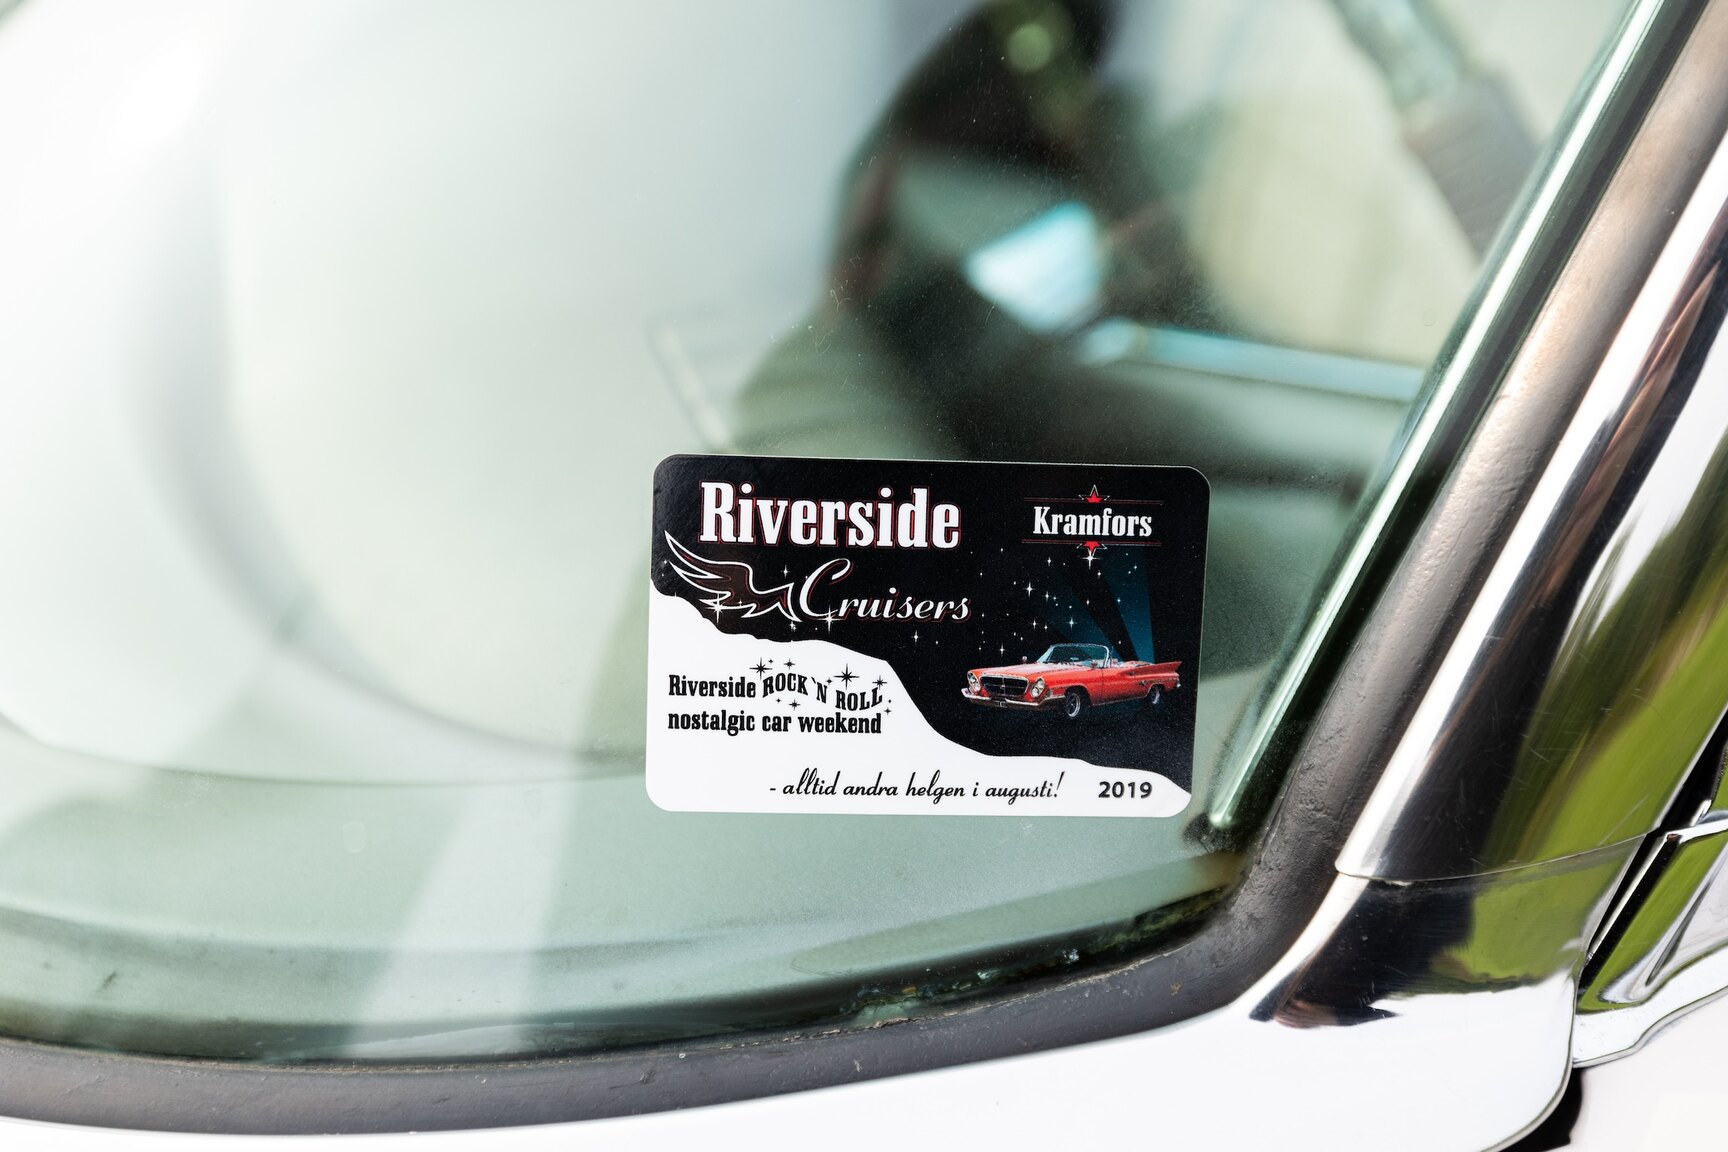 Riverside
Cruisers
Kramfors
Riverside ROCK'N ROLL
nostalgic car weekend
- alltid andra helgen i augusti!
2019